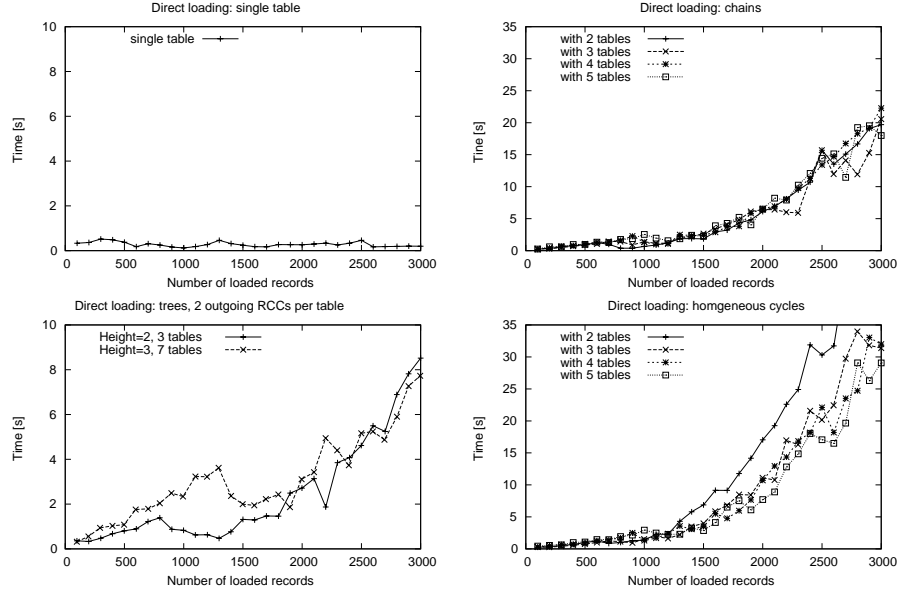 Direct loading: single table
10
8
6
4
2
0
Time [s]
single table
0 500 1000 1500 2000 2500 3000
Number of loaded records
Direct loading: chains
35
30
25
20
15
10
5
0
Tine [s]
with 2 tables
with 3 tables
with 4 tables
with 5 tables
0 500 1000 1500 2000 2500 3000
Number of loaded records
Direct loading: trees, 2 outgoing RCCs per table
10
8
6
4
2
0
Time [s]
Height=2, 3 tables
Height=3, 7 tables
0 500 1000 1500 2000 2500 3000
Number of loaded records
Direct loading: homgeneous cycles
35
30
25
20
15
10
5
0
Time [s]
with 2 tables
with 3 tables
with 4 tables
with 5 tables
0 500 1000 1500 2000 2500 3000
Number of loaded records